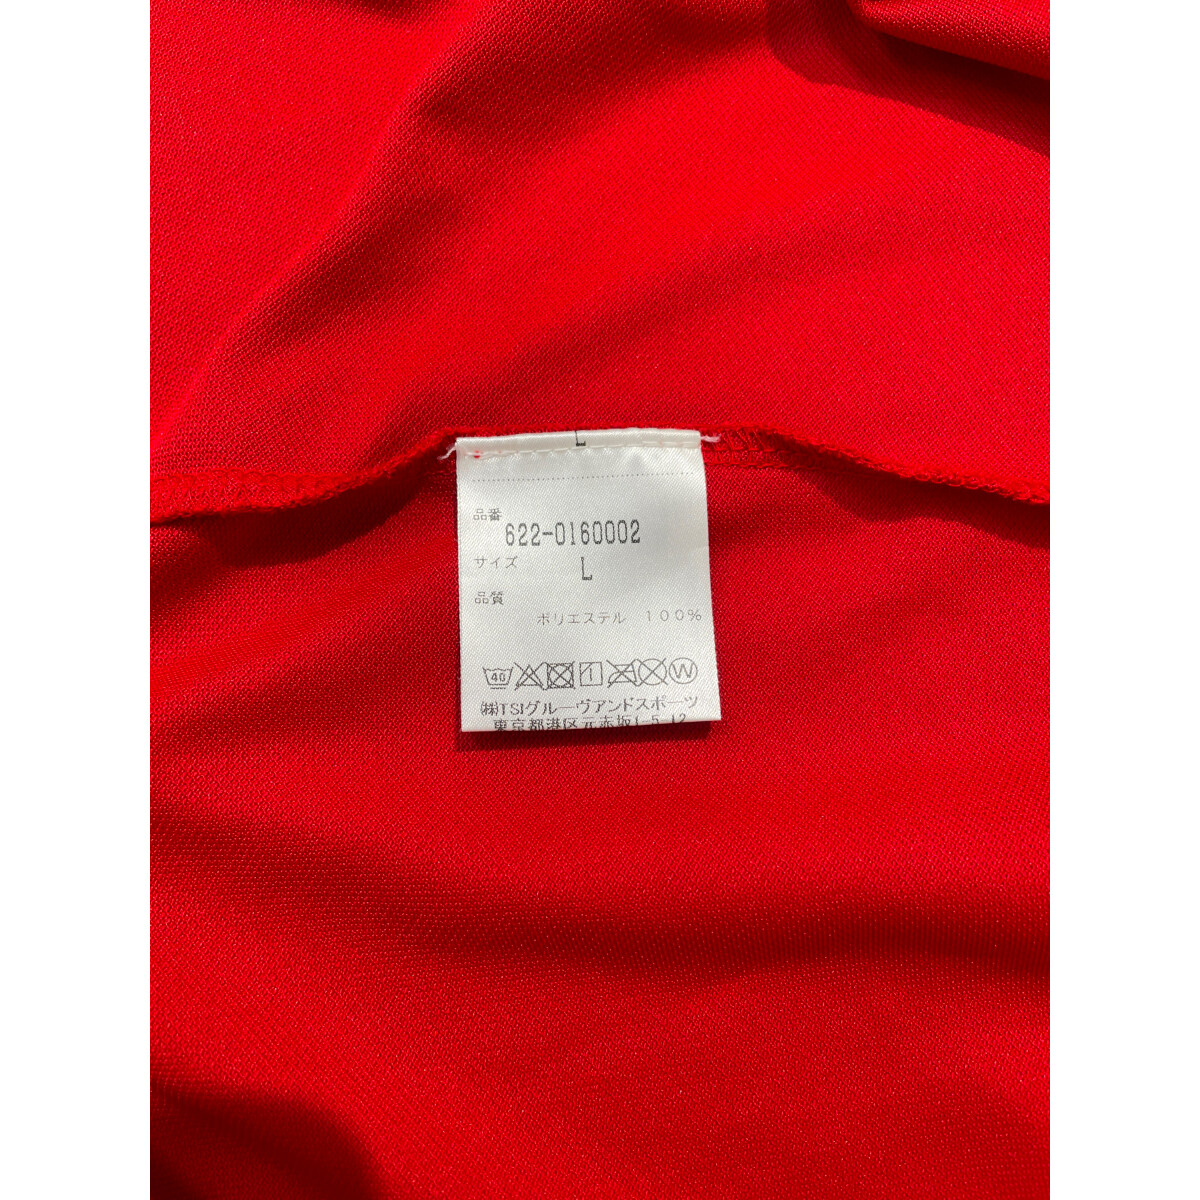 L
品番
622-0160002
サイズ
L
品質
ポリエステル 100%
40 1 W
(株)TSIグルーヴアンドスポーツ
東京都港区元赤坂1-5-12